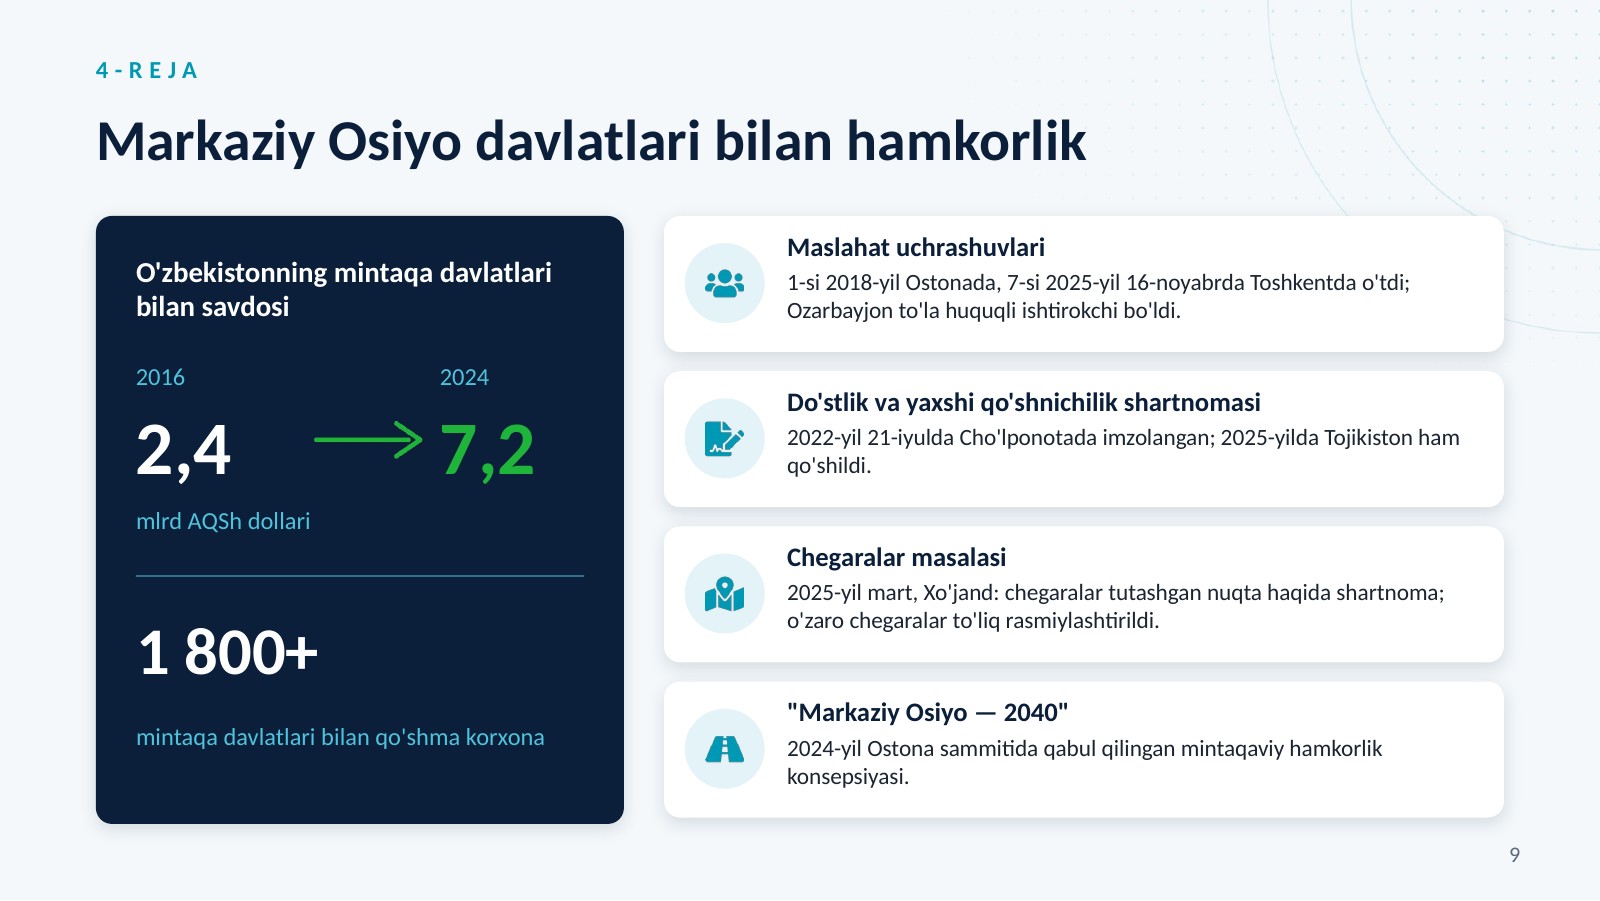 4-REJA
Markaziy Osiyo davlatlari bilan hamkorlik
O'zbekistonning mintaqa davlatlari
bilan savdosi
2016
2024
2,4
7,2
mlrd AQSh dollari
1 800+
mintaqa davlatlari bilan qo'shma korxona
Maslahat uchrashuvlari
1-si 2018-yil Ostonada, 7-si 2025-yil 16-noyabrda Toshkentda o'tdi;
Ozarbayjon to'la huquqli ishtirokchi bo'ldi.
Do'stlik va yaxshi qo'shnichilik shartnomasi
2022-yil 21-iyulda Cho'lponotada imzolangan; 2025-yilda Tojikiston ham
qo'shildi.
Chegaralar masalasi
2025-yil mart, Xo'jand: chegaralar tutashgan nuqta haqida shartnoma;
o'zaro chegaralar to'liq rasmiylashtirildi.
"Markaziy Osiyo — 2040"
2024-yil Ostona sammitida qabul qilingan mintaqaviy hamkorlik
konsepsiyasi.
9